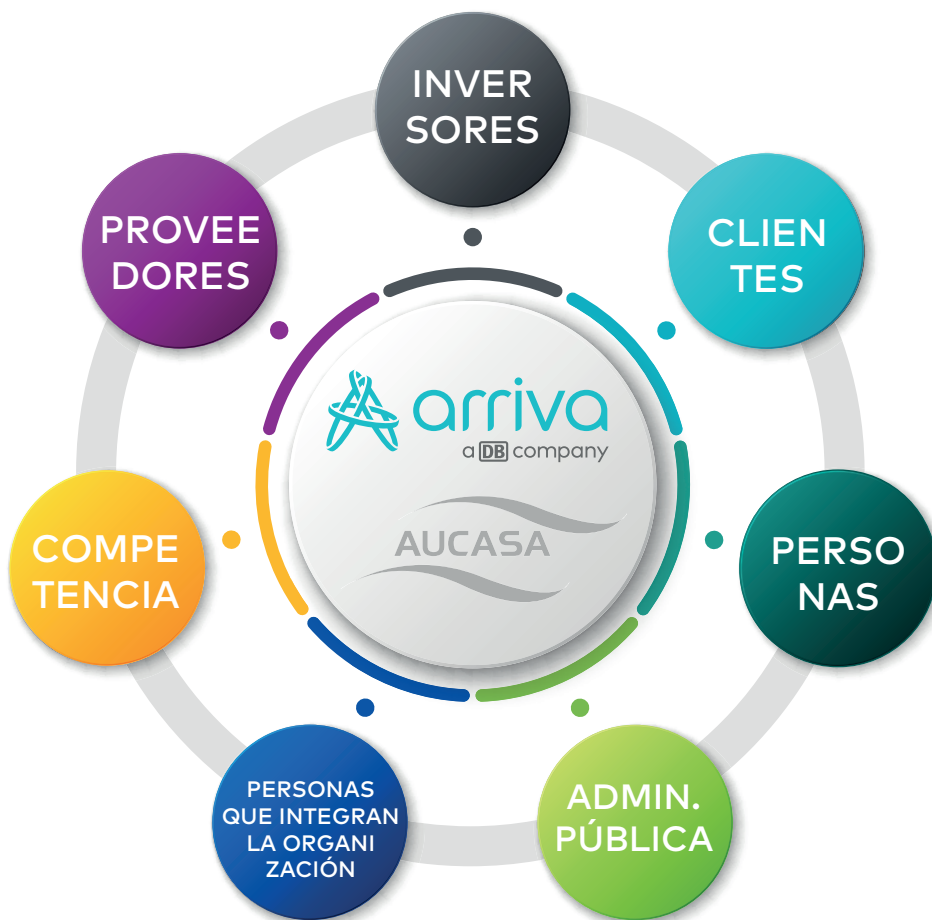 INVER
SORES
PROVEE
DORES
CLIEN
TES
arriva
a DB company
AUCASA
COMPE
TENCIA
PERSO
NAS
PERSONAS
QUE INTEGRAN
LA ORGANI
ZACIÓN
ADMIN.
PÚBLICA